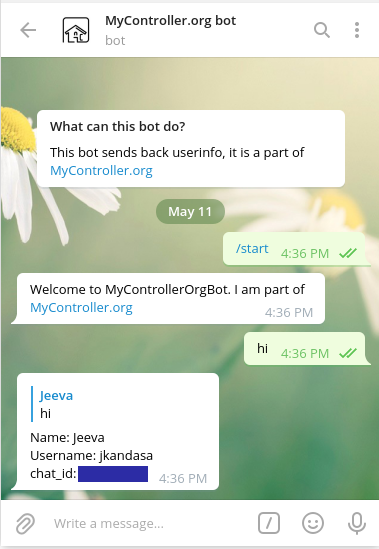 MyController.org bot
bot
What can this bot do?
This bot sends back userinfo, it is a part of
MyController.org
May 11
/start 4:36 PM
Welcome to MyControllerOrgBot. I am part of
MyController.org
4:36 PM
hi 4:36 PM
Jeeva
hi
Name: Jeeva
Username: jkandasa
chat_id: 4:36 PM
Write a message...